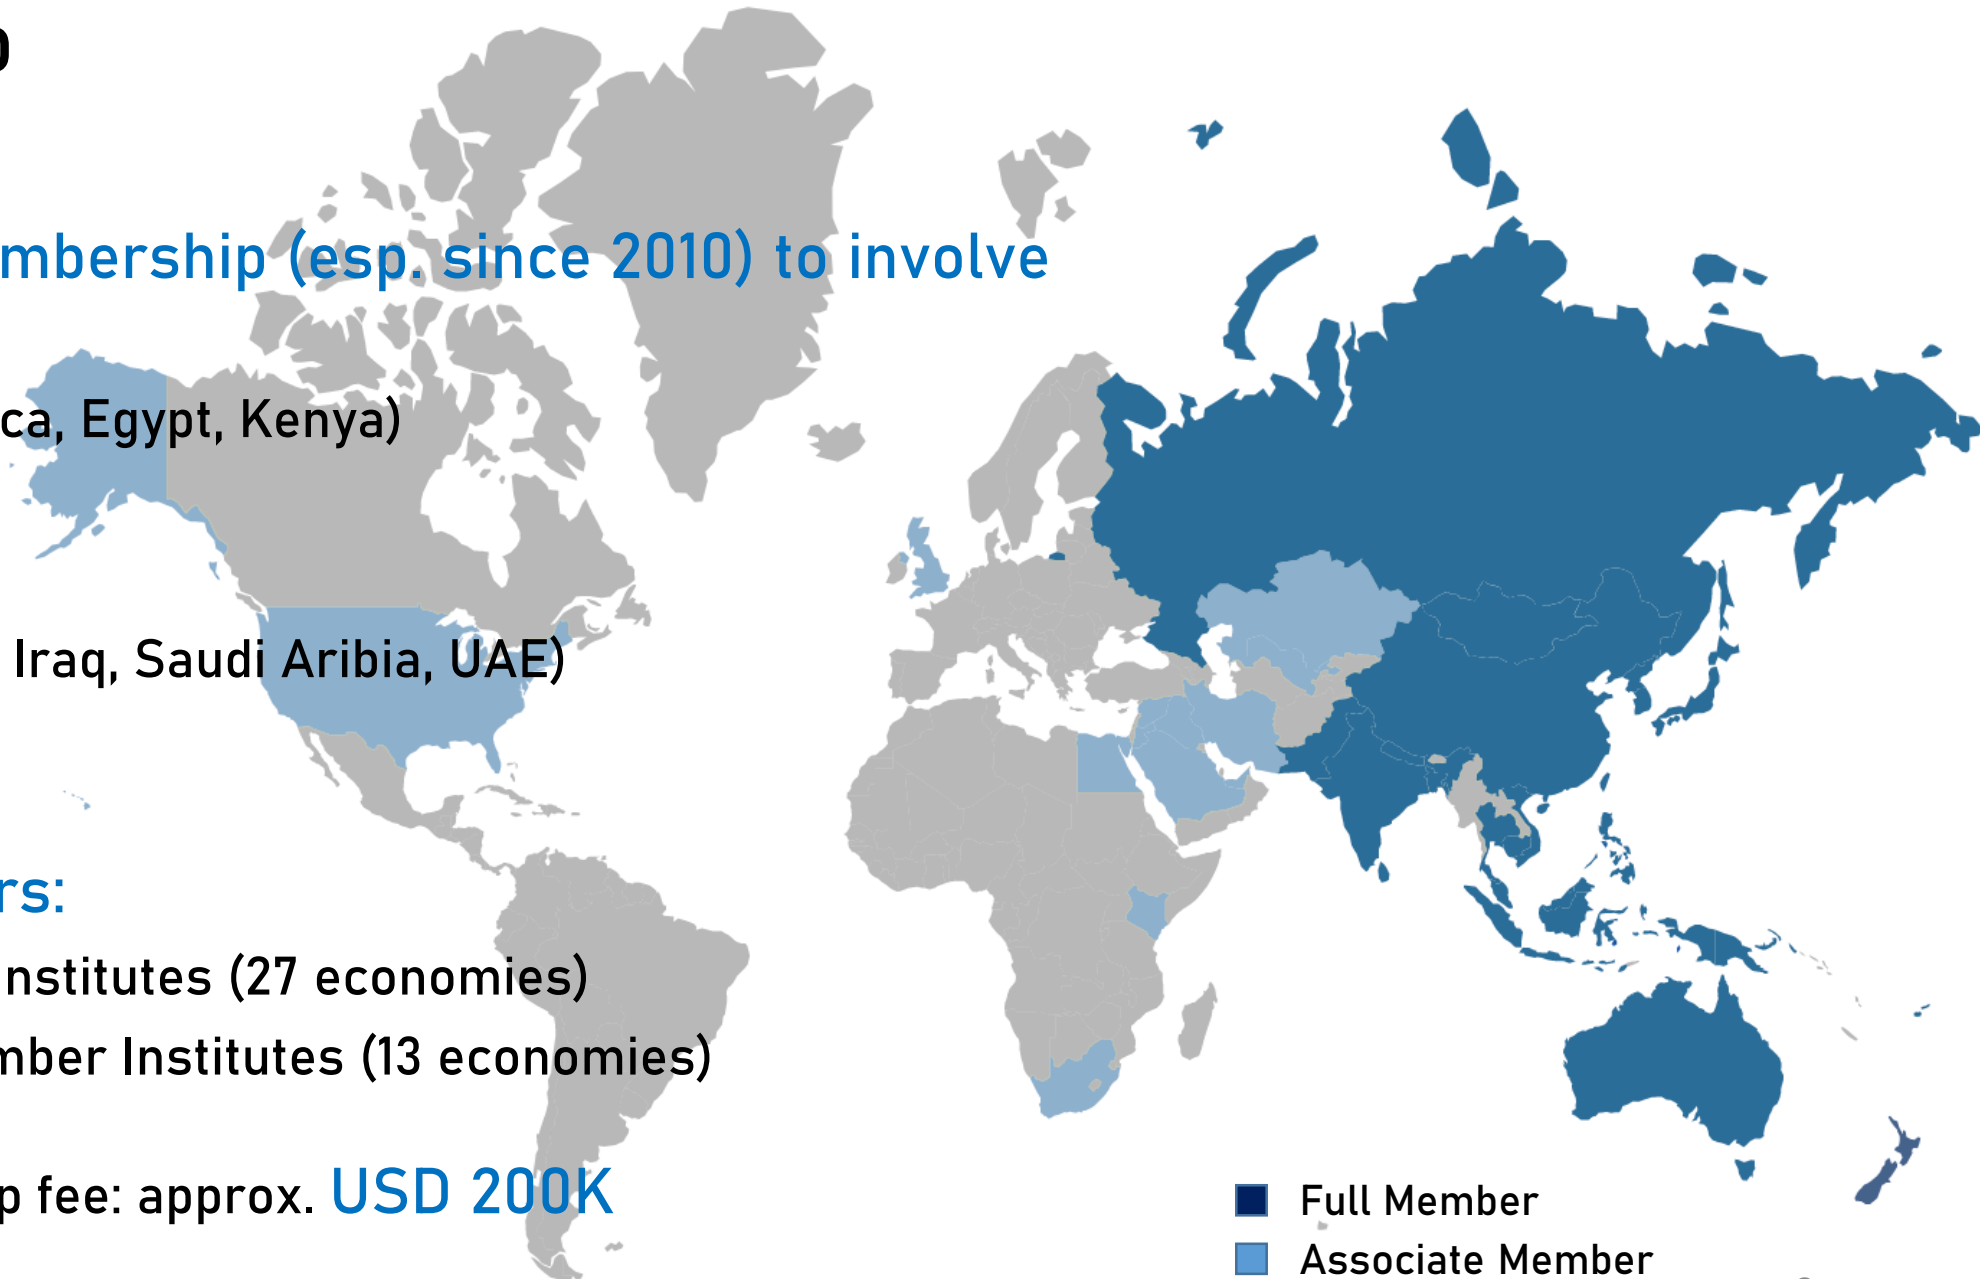 mbership (esp. since 2010) to involve
ca, Egypt, Kenya)
Iraq, Saudi Aribia, UAE)
rs:
nstitutes (27 economies)
mber Institutes (13 economies)
p fee: approx. USD 200K
Full Member
Associate Member